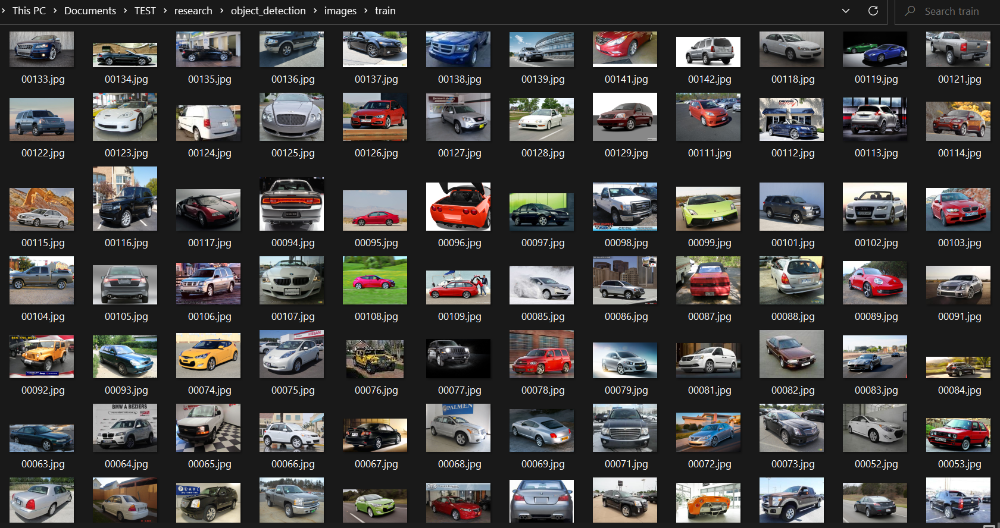 This PC > Documents > TEST > research > object_detection > images > train
Search train
00133.jpg 00134.jpg 00135.jpg 00136.jpg 00137.jpg 00138.jpg 00139.jpg 00141.jpg 00142.jpg 00118.jpg 00119.jpg 00121.jpg
00122.jpg 00123.jpg 00124.jpg 00125.jpg 00126.jpg 00127.jpg 00128.jpg 00129.jpg 00111.jpg 00112.jpg 00113.jpg 00114.jpg
00115.jpg 00116.jpg 00117.jpg 00094.jpg 00095.jpg 00096.jpg 00097.jpg 00098.jpg 00099.jpg 00101.jpg 00102.jpg 00103.jpg
00104.jpg 00105.jpg 00106.jpg 00107.jpg 00108.jpg 00109.jpg 00085.jpg 00086.jpg 00087.jpg 00088.jpg 00089.jpg 00091.jpg
00092.jpg 00093.jpg 00074.jpg 00075.jpg 00076.jpg 00077.jpg 00078.jpg 00079.jpg 00081.jpg 00082.jpg 00083.jpg 00084.jpg
BMW A BEZIERS
PALMEN
00063.jpg 00064.jpg 00065.jpg 00066.jpg 00067.jpg 00068.jpg 00069.jpg 00071.jpg 00072.jpg 00073.jpg 00052.jpg 00053.jpg
PEARL